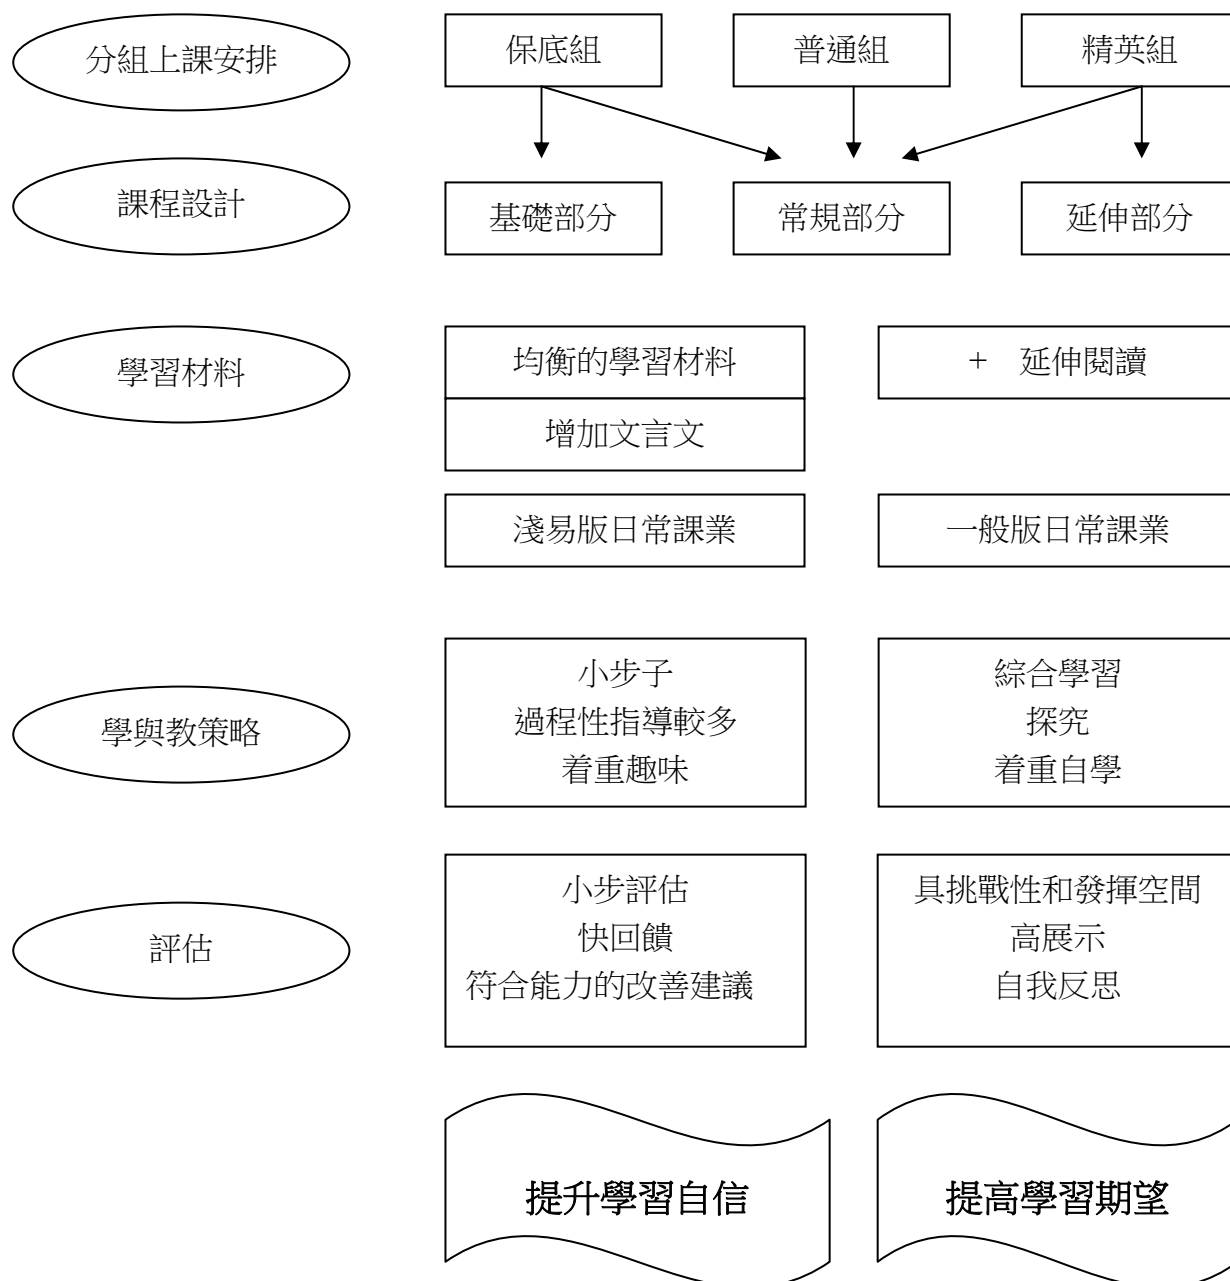 分組上課安排
保底組
普通組
精英組
課程設計
基礎部分
常規部分
延伸部分
學習材料
均衡的學習材料
+ 延伸閱讀
增加文言文
淺易版日常課業
一般版日常課業
學與教策略
小步子
過程性指導較多
着重趣味
綜合學習
探究
着重自學
評估
小步評估
快回饋
符合能力的改善建議
具挑戰性和發揮空間
高展示
自我反思
提升學習自信
提高學習期望